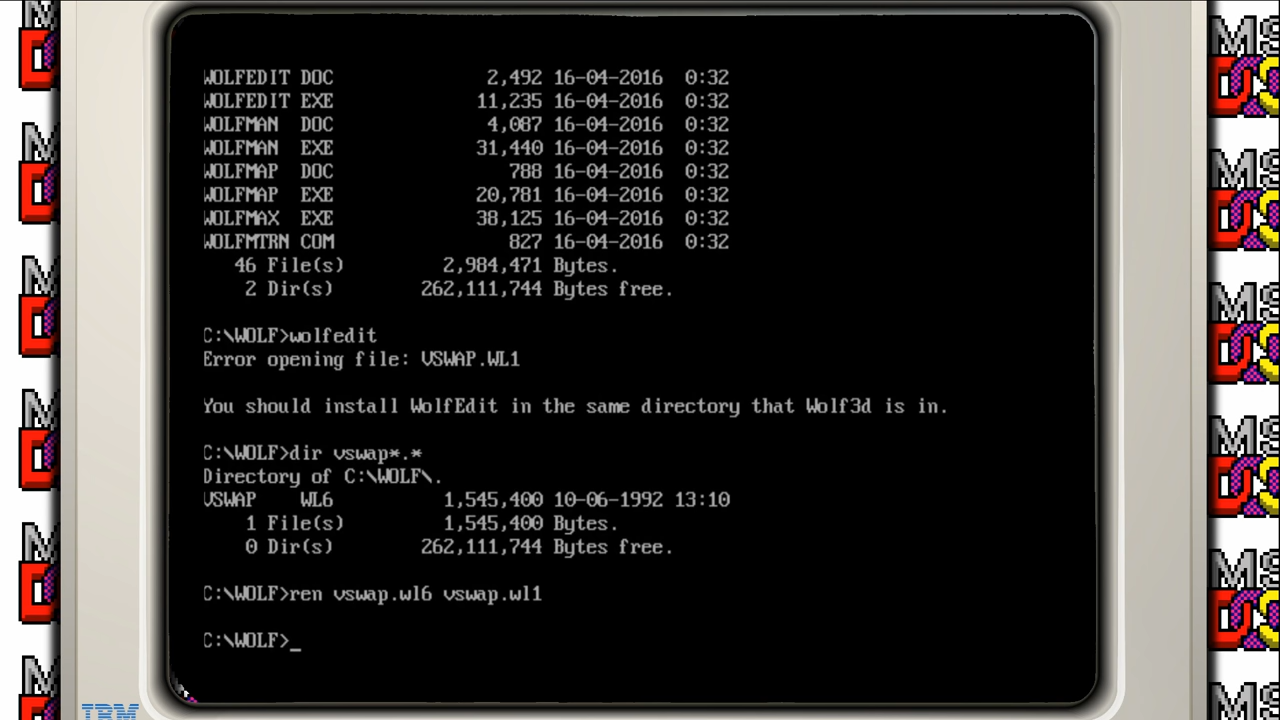 WOLFEDIT DOC 2,492 16-04-2016 0:32
WOLFEDIT EXE 11,235 16-04-2016 0:32
WOLFMAN DOC 4,087 16-04-2016 0:32
WOLFMAN EXE 31,440 16-04-2016 0:32
WOLFMAP DOC 788 16-04-2016 0:32
WOLFMAP EXE 20,781 16-04-2016 0:32
WOLFMAX EXE 38,125 16-04-2016 0:32
WOLFMTRN COM 827 16-04-2016 0:32
46 File(s) 2,984,471 Bytes.
2 Dir(s) 262,111,744 Bytes free.
C:\WOLF>wolfedit
Error opening file: VSWAP.WL1
You should install WolfEdit in the same directory that Wolf3d is in.
C:\WOLF>dir vswap*.*
Directory of C:\WOLF\.
VSWAP WL6 1,545,400 10-06-1992 13:10
1 File(s) 1,545,400 Bytes.
0 Dir(s) 262,111,744 Bytes free.
C:\WOLF>ren vswap.wl6 vswap.wl1
C:\WOLF>_
IBM